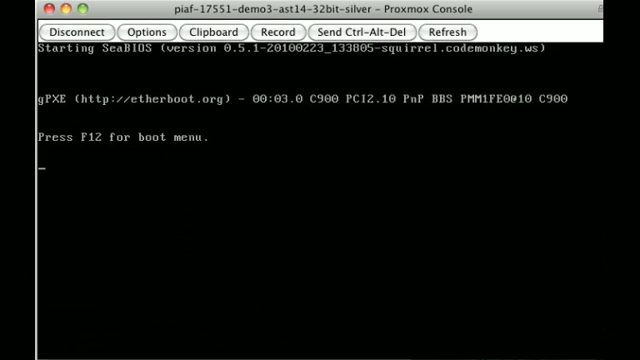 piaf-17551-demo3-ast14-32bit-silver - Proxmox Console
Disconnect Options Clipboard Record Send Ctrl-Alt-Del Refresh
Starting SeaBIOS (version 0.5.1-20100223_133805-squirrel.codemonkey.ws)
gPXE (http://etherboot.org) - 00:03.0 C900 PCI2.10 PnP BBS PMM1FE0@10 C900
Press F12 for boot menu.